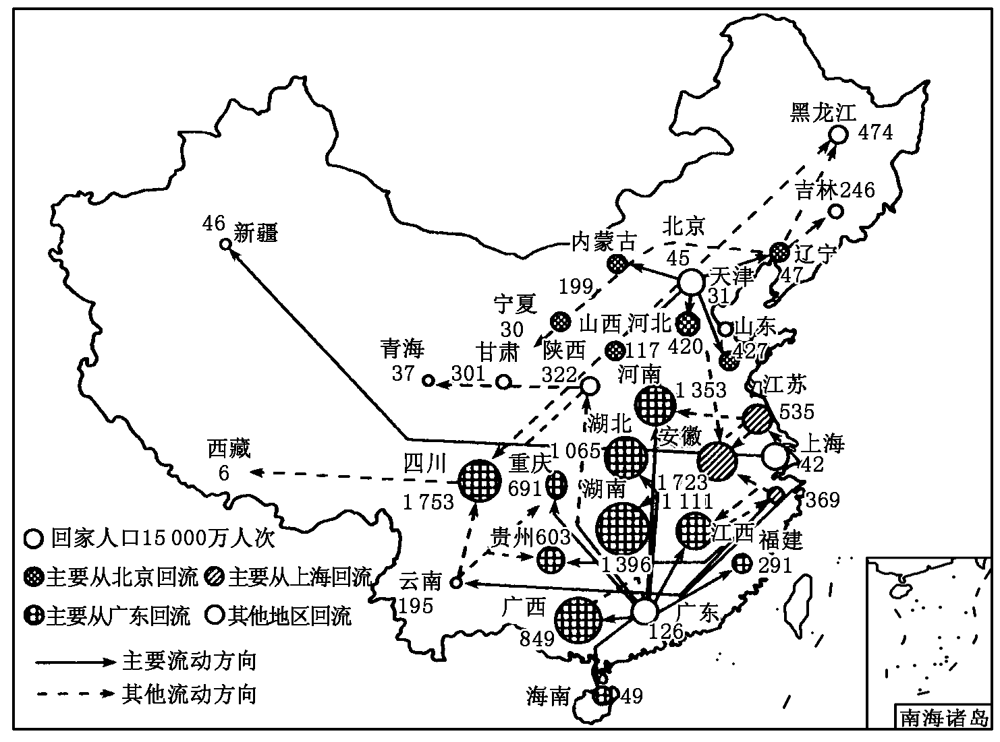 黑龙江
474
吉林246
北京
45
内蒙古
辽宁
47
天津
31
46
新疆
199
宁夏
30
山西
河北
山东
青海
37
甘肃
301
陕西
322
117
420
427
河南
1 353
江苏
535
湖北
1 065
安徽
上海
42
西藏
6
四川
1 753
重庆
691
湖南
1 723
1 111
369
贵州603
江西
福建
291
1 396
云南
195
广西
849
广东
126
海南
49
回家人口15 000万人次
主要从北京回流
主要从上海回流
主要从广东回流
其他地区回流
主要流动方向
其他流动方向
南海诸岛